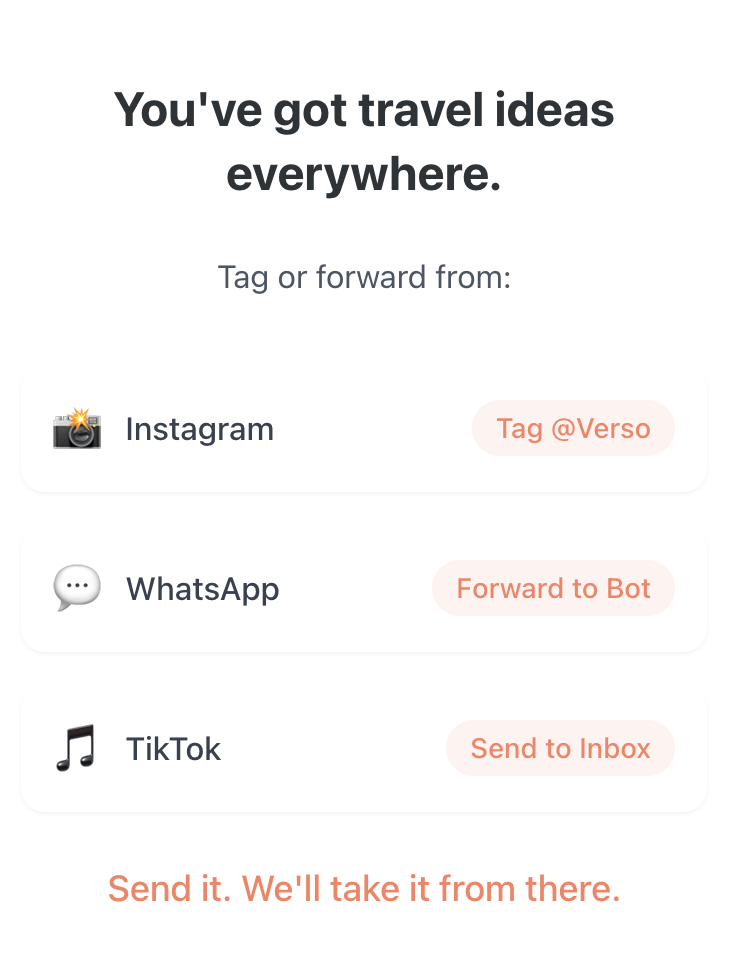 You've got travel ideas
everywhere.
Tag or forward from:
Instagram
Tag @Verso
WhatsApp
Forward to Bot
TikTok
Send to Inbox
Send it. We'll take it from there.